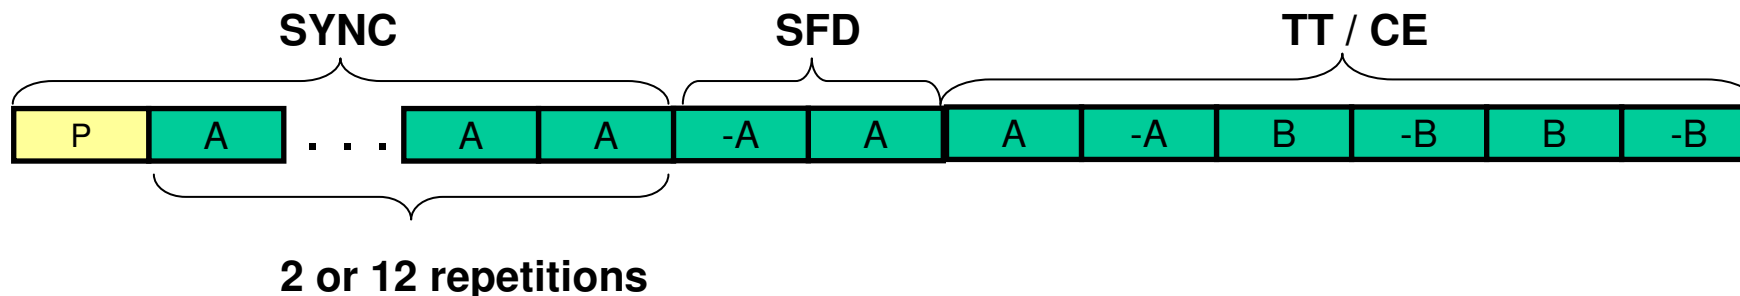 SYNC SFD TT / CE
P A . . . A A -A A A -A B -B B -B
2 or 12 repetitions